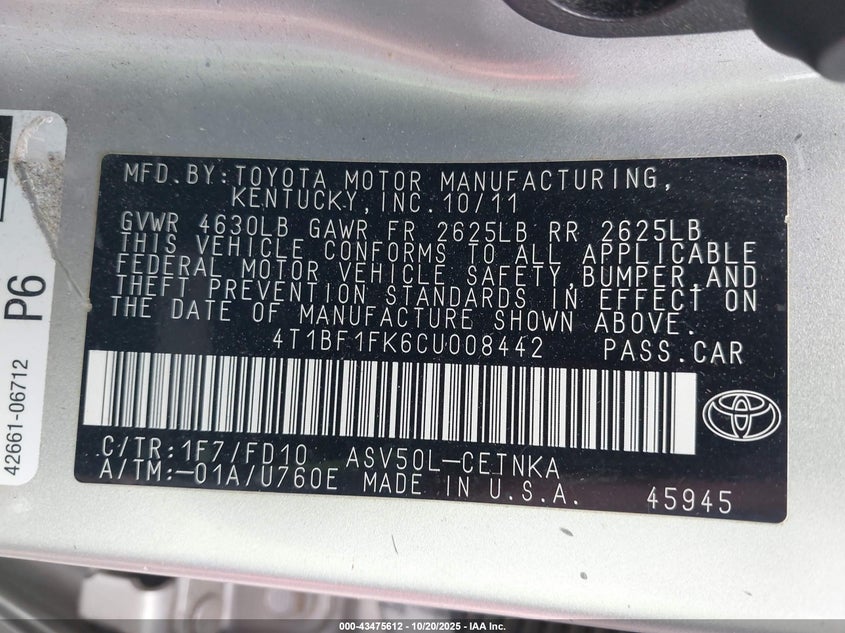 MFD.BY:TOYOTA MOTOR MANUFACTURING,
KENTUCKY,INC.10/11
GVWR 4630LB GAWR FR 2625LB RR 2625LB
THIS VEHICLE CONFORMS TO ALL APPLICABLE
FEDERAL MOTOR VEHICLE SAFETY,BUMPER,AND
THEFT PREVENTION STANDARDS IN EFFECT ON
THE DATE OF MANUFACTURE SHOWN ABOVE.
4T1BF1FK6CU008442 PASS.CAR
C/TR:1F7/FD10 ASV50L-CETNKA
A/TM:-01A/U760E MADE IN U.S.A.
45945
P6
42661-06712
000-43475612 - 10/20/2025 - IAA Inc.